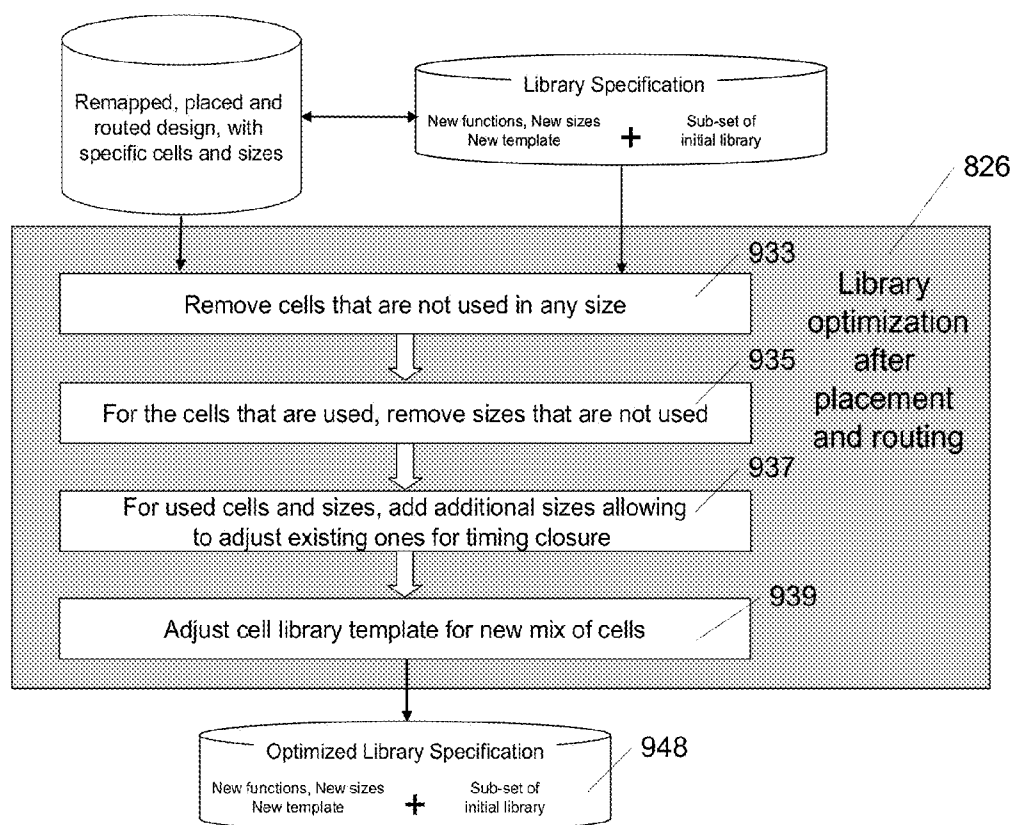 Remapped, placed and
routed design, with
specific cells and sizes
Library Specification
New functions, New sizes
New template
+
Sub-set of
initial library
826
Library
optimization
after
placement
and routing
933
Remove cells that are not used in any size
935
For the cells that are used, remove sizes that are not used
937
For used cells and sizes, add additional sizes allowing
to adjust existing ones for timing closure
939
Adjust cell library template for new mix of cells
Optimized Library Specification
948
New functions, New sizes
New template
+
Sub-set of
initial library